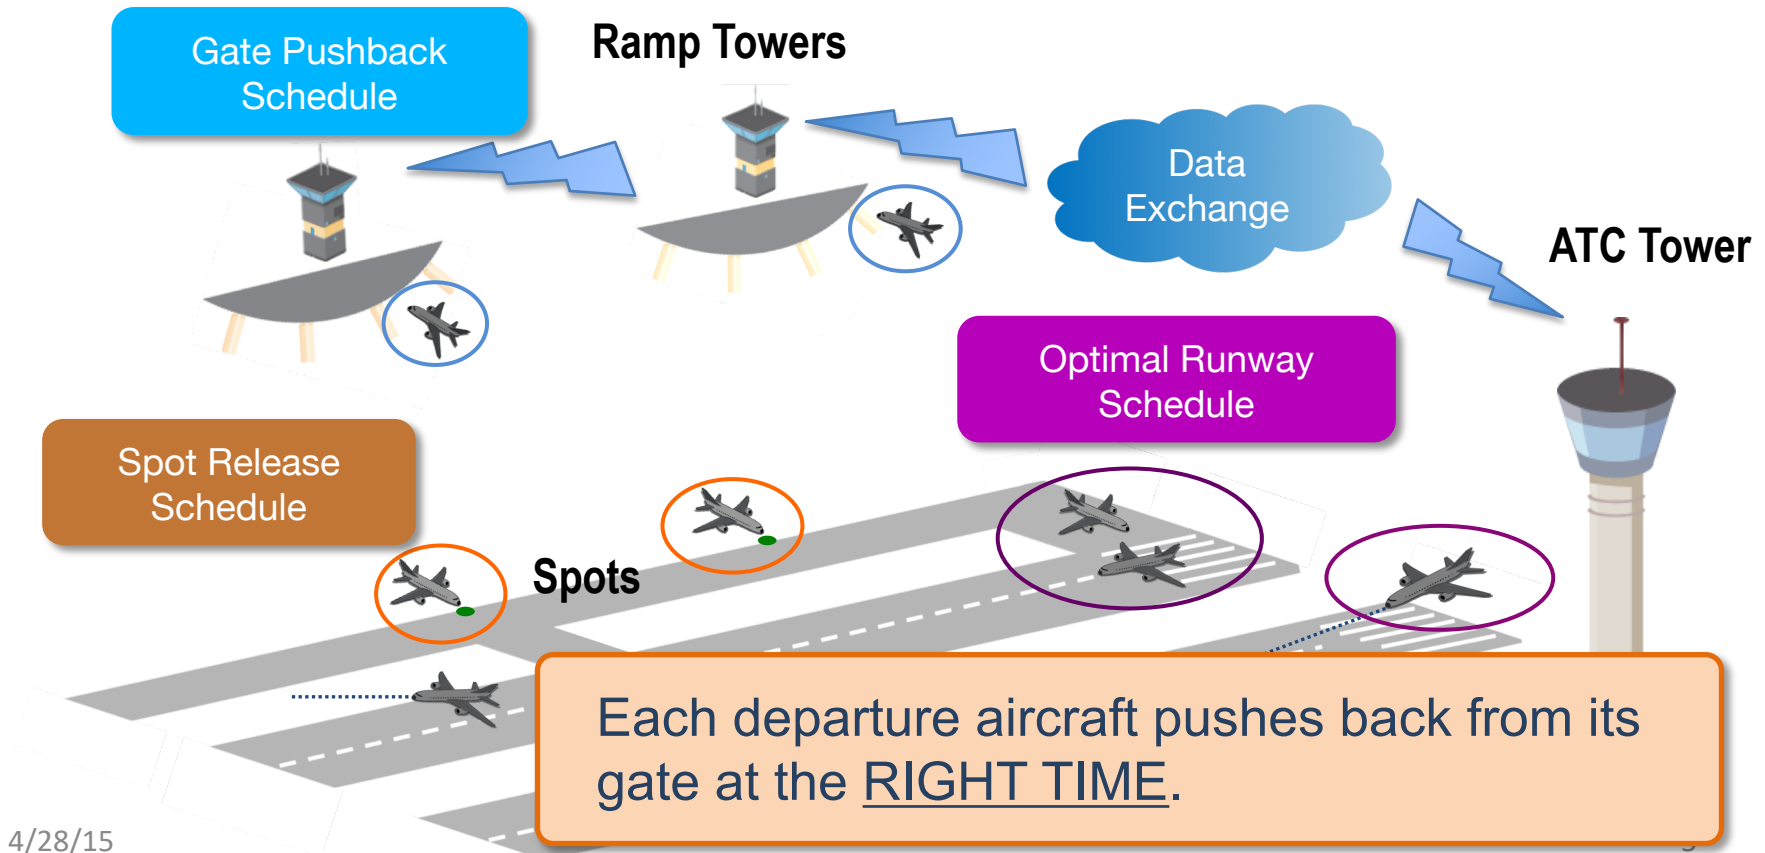 Gate Pushback
Schedule
Ramp Towers
Data
Exchange
ATC Tower
Optimal Runway
Schedule
Spot Release
Schedule
Spots
Each departure aircraft pushes back from its
gate at the RIGHT TIME.
4/28/15